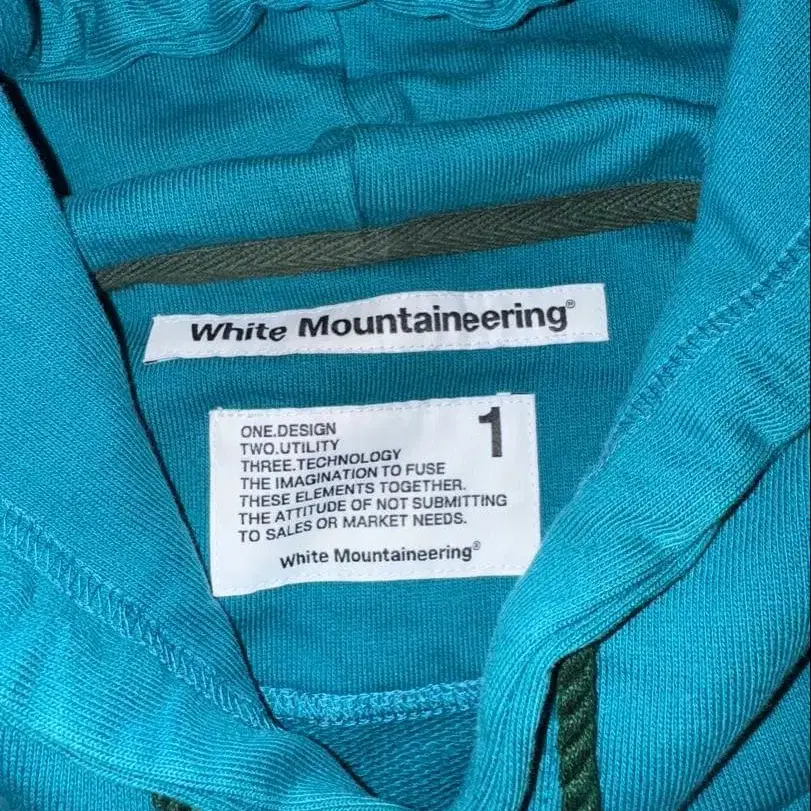 White Mountaineering®
1
ONE.DESIGN
TWO.UTILITY
THREE.TECHNOLOGY
THE IMAGINATION TO FUSE
THESE ELEMENTS TOGETHER.
THE ATTITUDE OF NOT SUBMITTING
TO SALES OR MARKET NEEDS.
White Mountaineering®